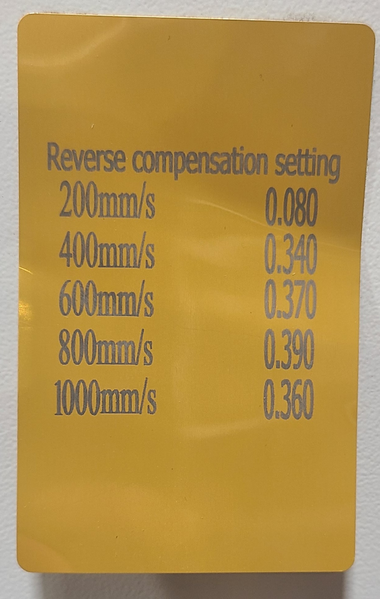 Reverse compensation setting
200mm/s 0.080
400mm/s 0.340
600mm/s 0.370
800mm/s 0.390
1000mm/s 0.360